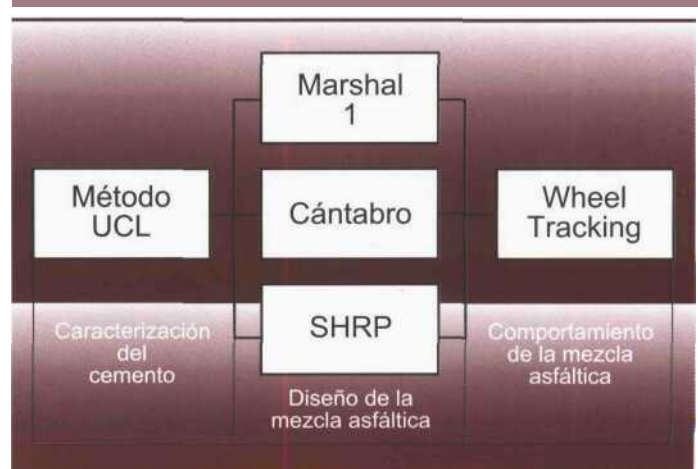 Marshal
1
Método
UCL
Cántabro
Wheel
Tracking
SHRP
Caracterización
del
cemento
Diseño de la
mezcla asfáltica
Comportamiento
de la mezcla
asfáltica